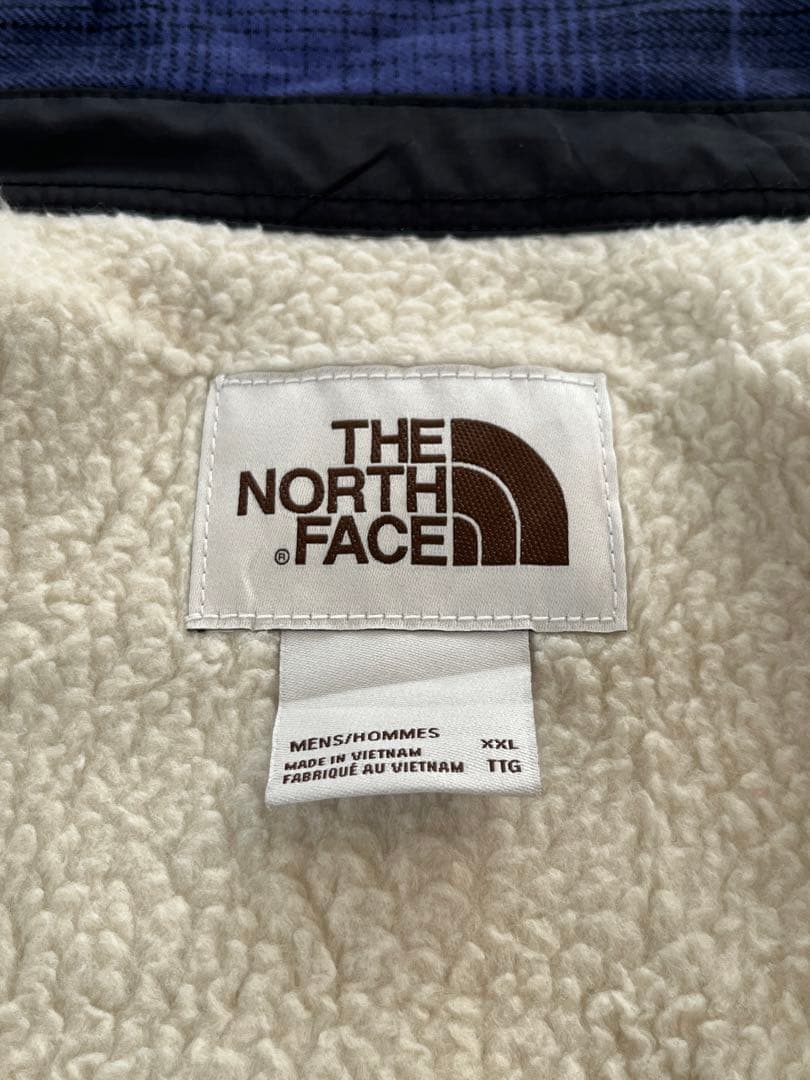 THE
NORTH
® FACE
MENS/HOMMES
MADE IN VIETNAM XXL
FABRIQUÉ AU VIETNAM TTG